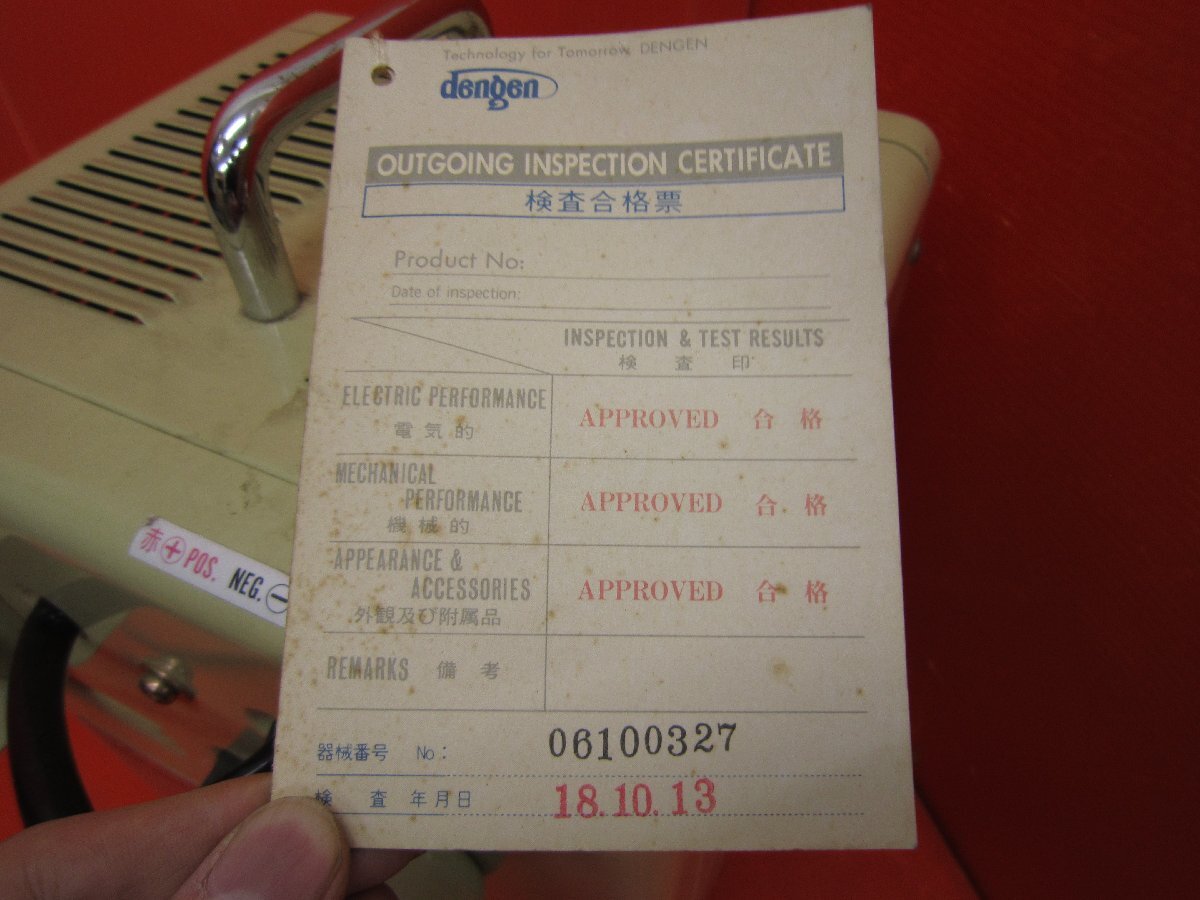 Technology for Tomorrow DENGEN
dengen
OUTGOING INSPECTION CERTIFICATE
検査合格票
Product No:
Date of inspection:
INSPECTION & TEST RESULTS
検 査 印
ELECTRIC PERFORMANCE
電気的
APPROVED 合格
MECHANICAL
PERFORMANCE
機械的
APPROVED 合格
APPEARANCE &
ACCESSORIES
外観及び附属品
APPROVED 合格
REMARKS 備考
器械番号 No: 06100327
検 査 年月日 18.10.13
赤 + POS. NEG. −